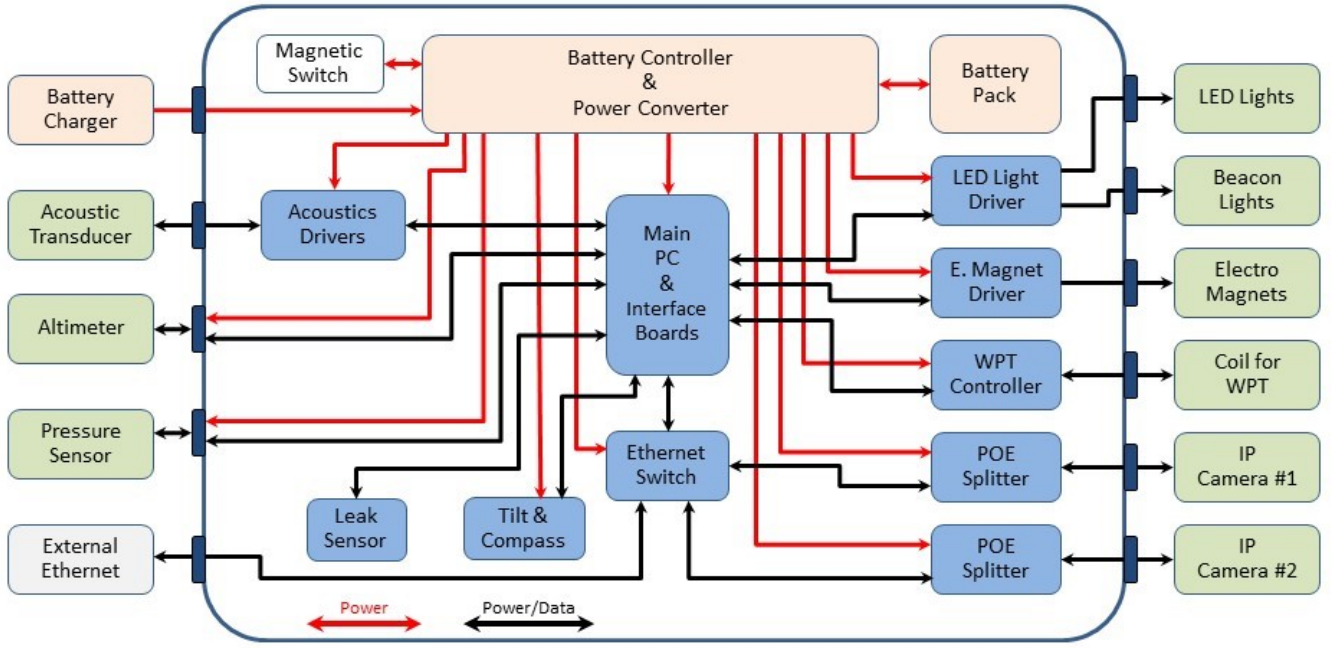 Magnetic
Switch
Battery Controller
&
Power Converter
Battery
Pack
Battery
Charger
LED Lights
Acoustic
Transducer
Acoustics
Drivers
Main
PC
&
Interface
Boards
LED Light
Driver
Beacon
Lights
Altimeter
E. Magnet
Driver
Electro
Magnets
WPT
Controller
Coil for
WPT
Pressure
Sensor
Ethernet
Switch
POE
Splitter
IP
Camera #1
Leak
Sensor
Tilt &
Compass
External
Ethernet
POE
Splitter
IP
Camera #2
Power
Power/Data